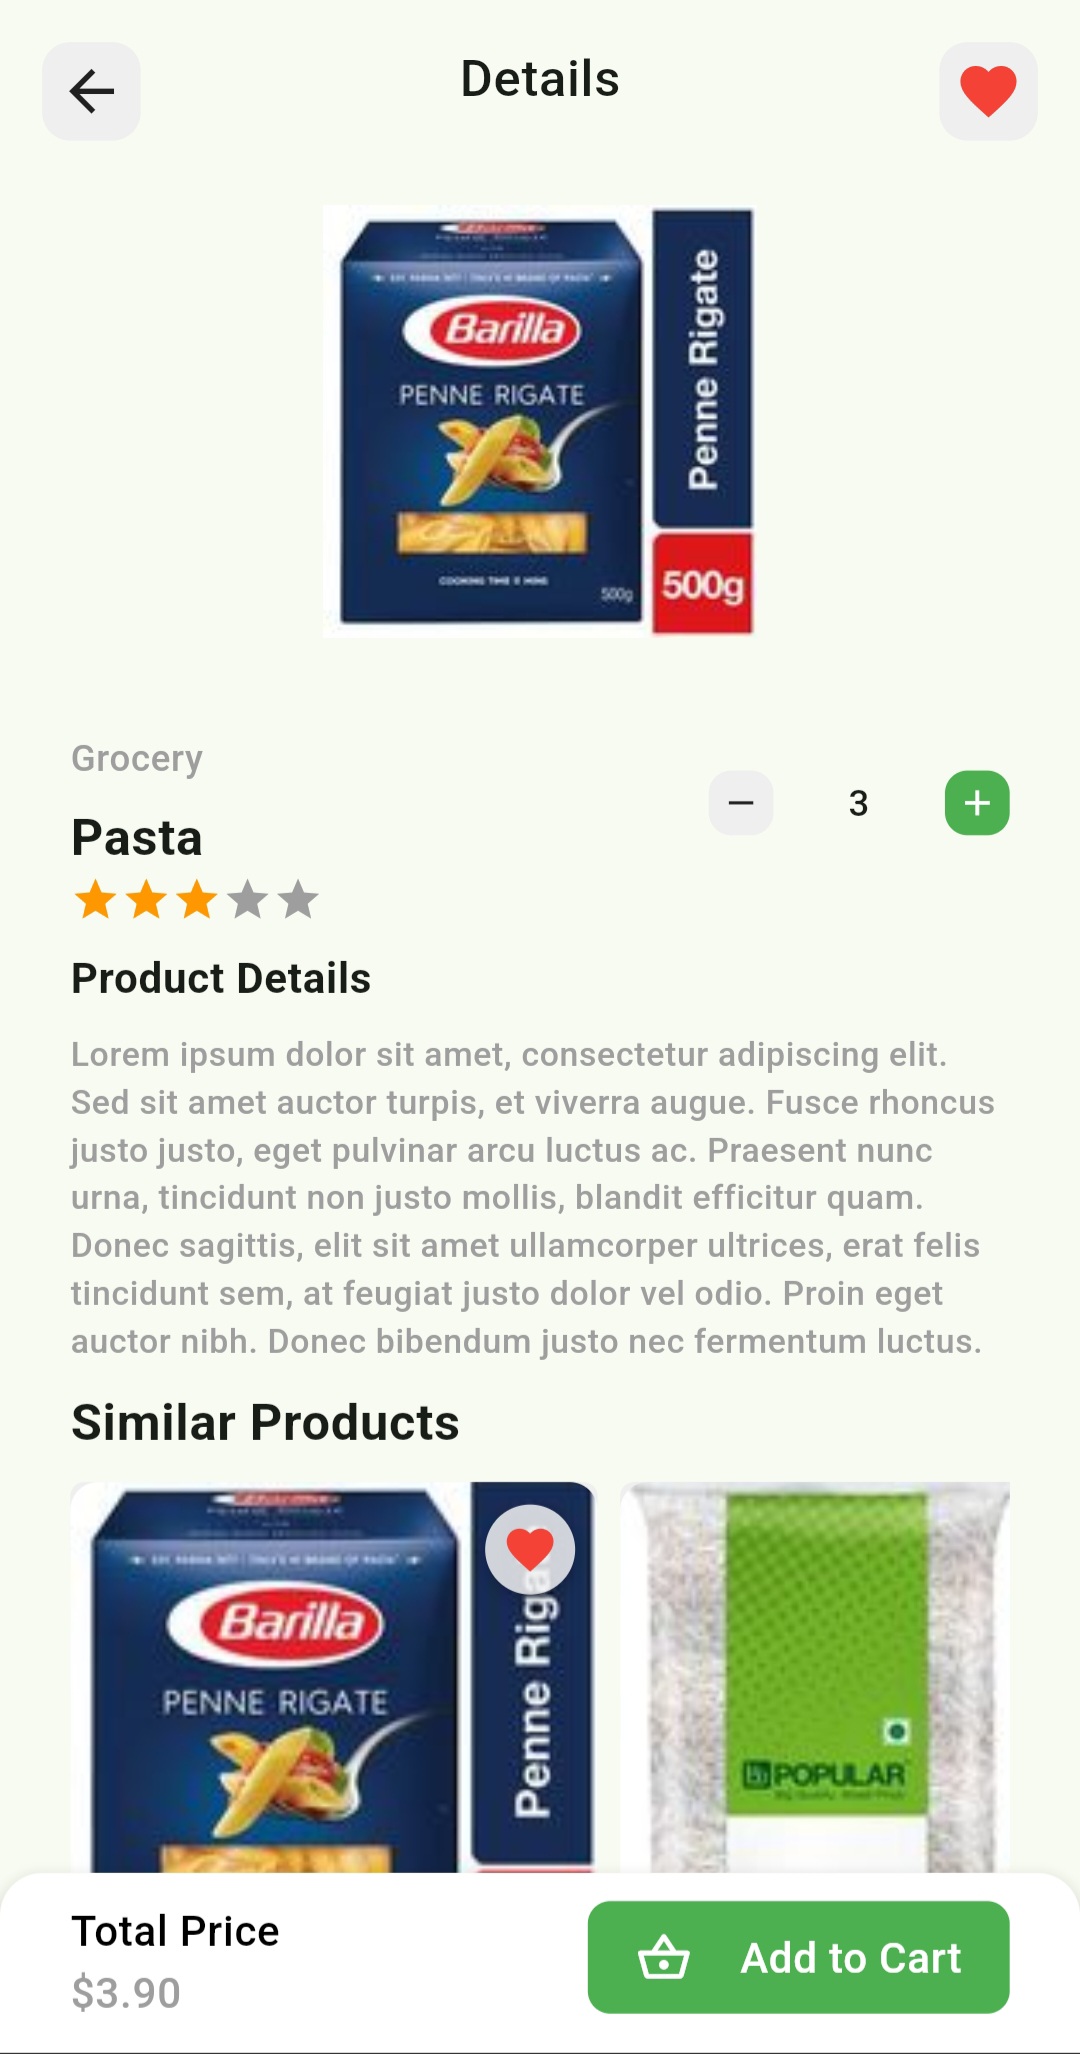 Details
Barilla
PENNE RIGATE
COOKING TIME 11 MINS
500g
Penne Rigate
500g
Grocery
Pasta
3
Product Details
Lorem ipsum dolor sit amet, consectetur adipiscing elit.
Sed sit amet auctor turpis, et viverra augue. Fusce rhoncus
justo justo, eget pulvinar arcu luctus ac. Praesent nunc
urna, tincidunt non justo mollis, blandit efficitur quam.
Donec sagittis, elit sit amet ullamcorper ultrices, erat felis
tincidunt sem, at feugiat justo dolor vel odio. Proin eget
auctor nibh. Donec bibendum justo nec fermentum luctus.
Similar Products
Barilla
PENNE RIGATE
Penne Rig
POPULAR
Total Price
$3.90
Add to Cart